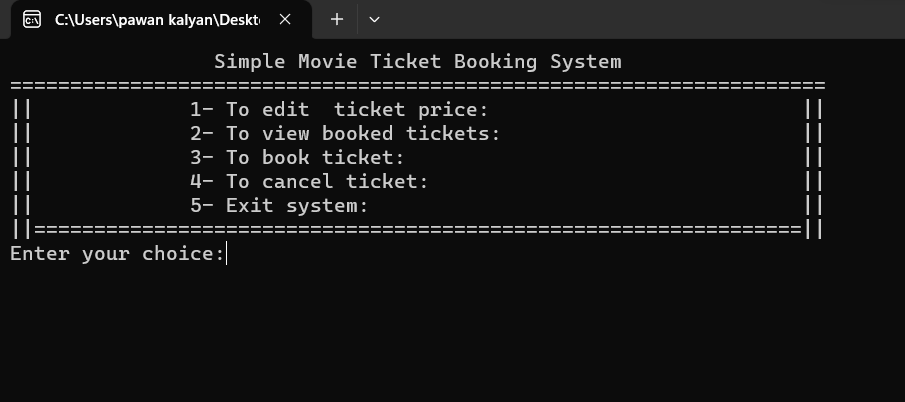 C:\Users\pawan kalyan\Deskt
Simple Movie Ticket Booking System
====================================================================
||             1- To edit  ticket price:                          ||
||             2- To view booked tickets:                         ||
||             3- To book ticket:                                 ||
||             4- To cancel ticket:                               ||
||             5- Exit system:                                    ||
||================================================================||
Enter your choice: